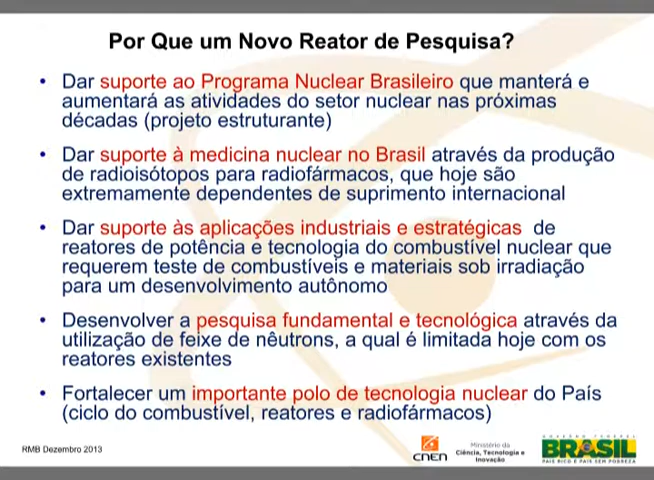 Por Que um Novo Reator de Pesquisa?
• Dar suporte ao Programa Nuclear Brasileiro que manterá e
aumentará as atividades do setor nuclear nas próximas
décadas (projeto estruturante)
• Dar suporte à medicina nuclear no Brasil através da produção
de radioisótopos para radiofármacos, que hoje são
extremamente dependentes de suprimento internacional
• Dar suporte às aplicações industriais e estratégicas de
reatores de potência e tecnologia do combustível nuclear que
requerem teste de combustíveis e materiais sob irradiação
para um desenvolvimento autônomo
• Desenvolver a pesquisa fundamental e tecnológica através da
utilização de feixe de nêutrons, a qual é limitada hoje com os
reatores existentes
• Fortalecer um importante polo de tecnologia nuclear do País
(ciclo do combustível, reatores e radiofármacos)
RMB Dezembro 2013
CNEN
Ministério da
Ciência, Tecnologia e
Inovação
GOVERNO FEDERAL
BRASIL
PAÍS RICO É PAÍS SEM POBREZA